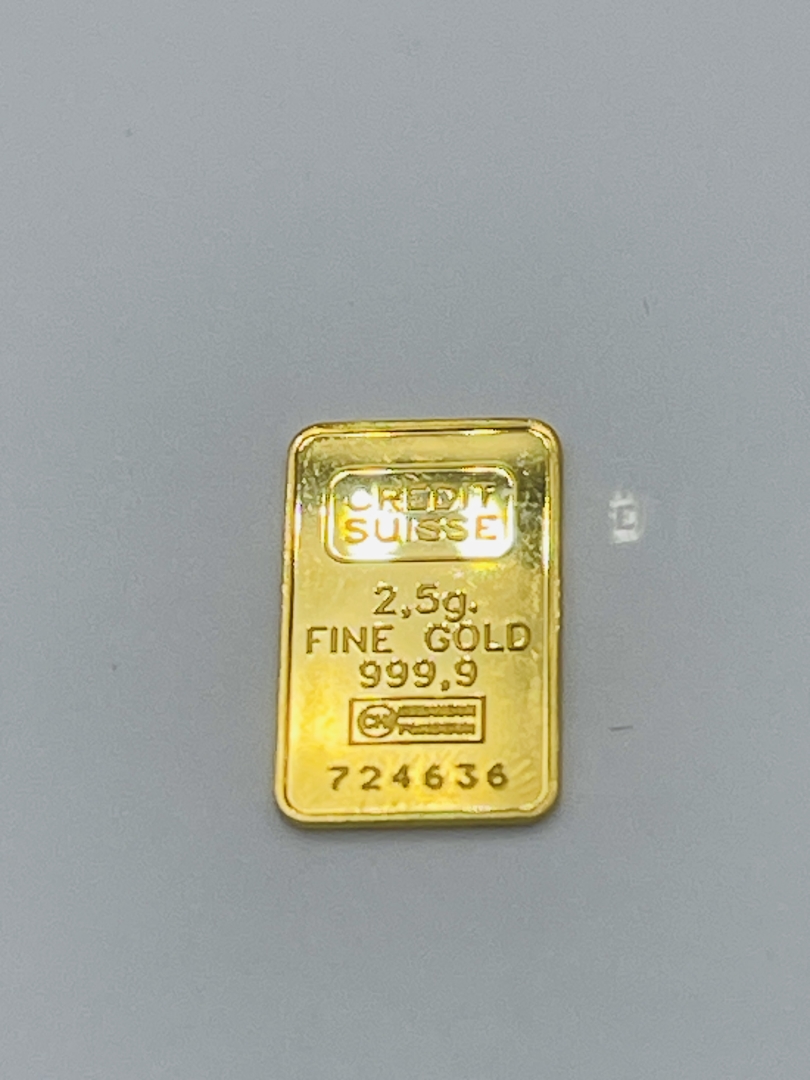 CREDIT
SUISSE
2,5g.
FINE GOLD
999,9
724636